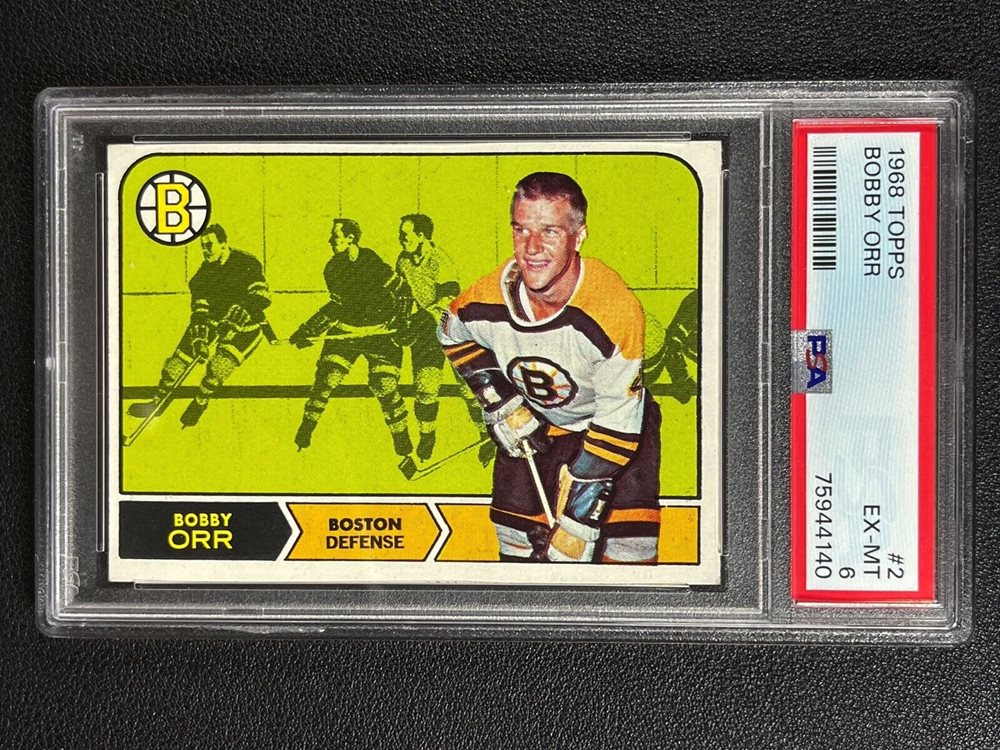 B
BOBBY
ORR
BOSTON
DEFENSE
B
1968 TOPPS
BOBBY ORR
PSA
#2
EX-MT
6
75944140